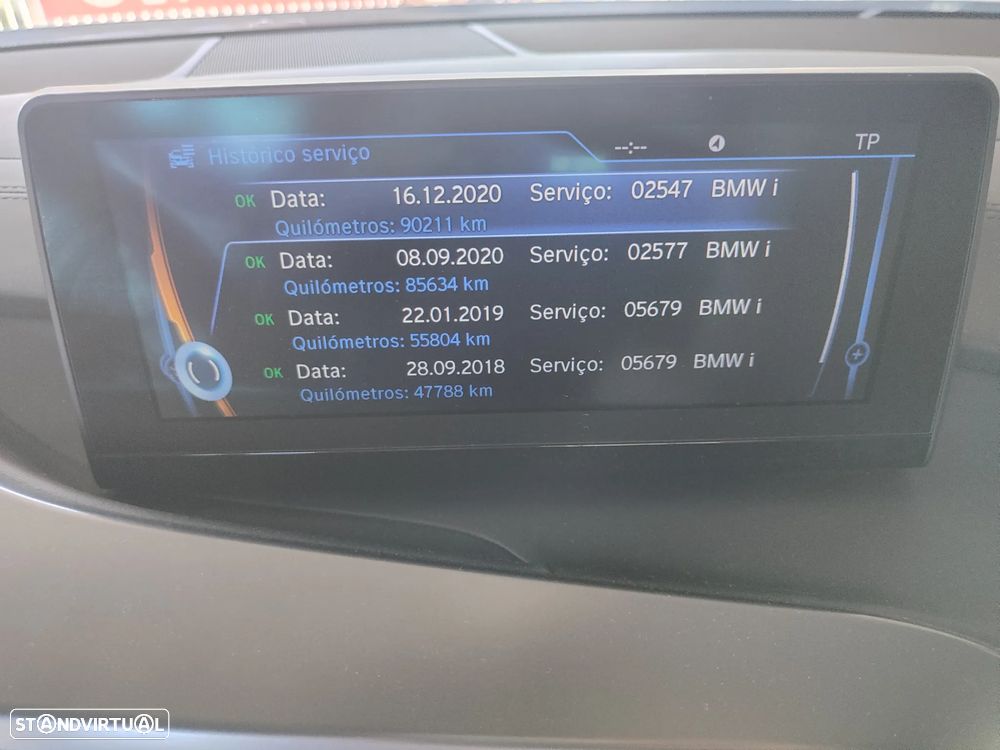 Histórico serviço --:-- TP
OK Data: 16.12.2020 Serviço: 02547 BMW i
Quilómetros: 90211 km
OK Data: 08.09.2020 Serviço: 02577 BMW i
Quilómetros: 85634 km
OK Data: 22.01.2019 Serviço: 05679 BMW i
Quilómetros: 55804 km
OK Data: 28.09.2018 Serviço: 05679 BMW i
Quilómetros: 47788 km
STANDVIRTUAL